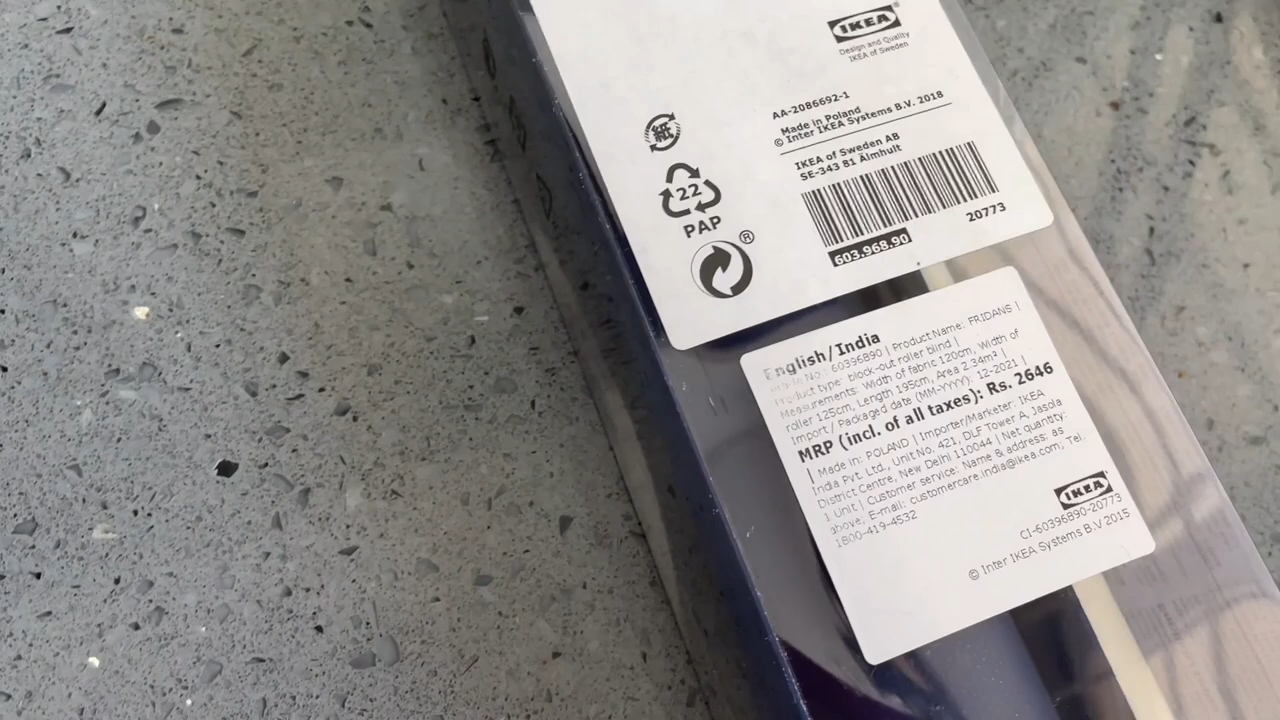 IKEA®
Design and Quality
IKEA of Sweden
AA-2086692-1
Made in Poland
© Inter IKEA Systems B.V. 2018
IKEA of Sweden AB
SE-343 81 Älmhult
紙
22
PAP
®
603.968.90
20773
English/India
60396890 | Product Name: FRIDANS |
Product type: block-out roller blind |
Measurements: Width of fabric 120cm, Width of
roller 125cm, Length 195cm, Area 2.34m² |
Import / Packaged date (MM-YYYY): 12-2021 |
MRP (incl. of all taxes): Rs. 2646
| Made in: POLAND | Importer/Marketer: IKEA
India Pvt. Ltd., Unit No. 421, DLF Tower A, Jasola
District Centre, New Delhi 110044 | Net quantity:
1 Unit | Customer service: Name & address: as
above, E-mail: customercare.india@ikea.com; Tel.
1800-419-4532
IKEA
CI-60396890-20773
© Inter IKEA Systems B.V 2015